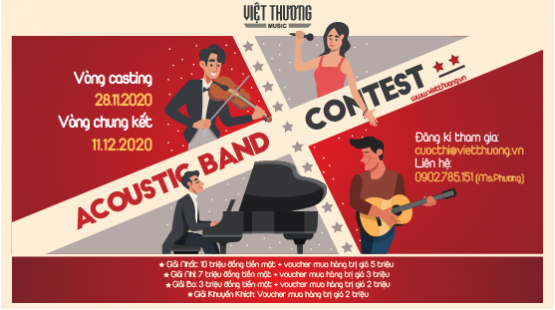 VIỆT THƯƠNG
MUSIC
Vòng casting
28.11.2020
Vòng chung kết
11.12.2020
ACOUSTIC BAND CONTEST
www.vietthuong.vn
Đăng kí tham gia:
cuocthi@vietthuong.vn
Liên hệ:
0902.785.151 (Ms.Phương)
★ Giải Nhất: 10 triệu đồng tiền mặt + voucher mua hàng trị giá 5 triệu
★ Giải Nhì: 7 triệu đồng tiền mặt + voucher mua hàng trị giá 3 triệu
★ Giải Ba: 3 triệu đồng tiền mặt + voucher mua hàng trị giá 2 triệu
★ Giải Khuyến Khích: Voucher mua hàng trị giá 2 triệu